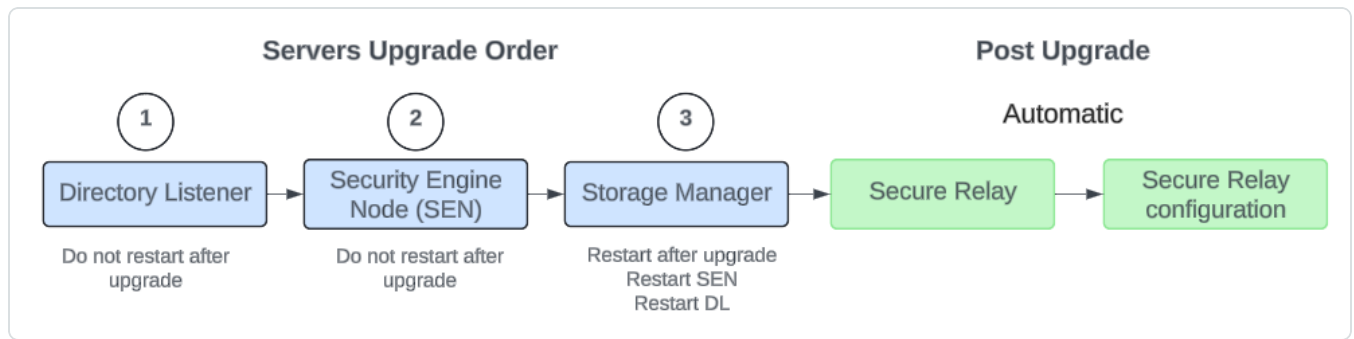 Servers Upgrade Order
Post Upgrade
1
2
3
Automatic
Directory Listener
Security Engine
Node (SEN)
Storage Manager
Secure Relay
Secure Relay
configuration
Do not restart after
upgrade
Do not restart after
upgrade
Restart after upgrade
Restart SEN
Restart DL